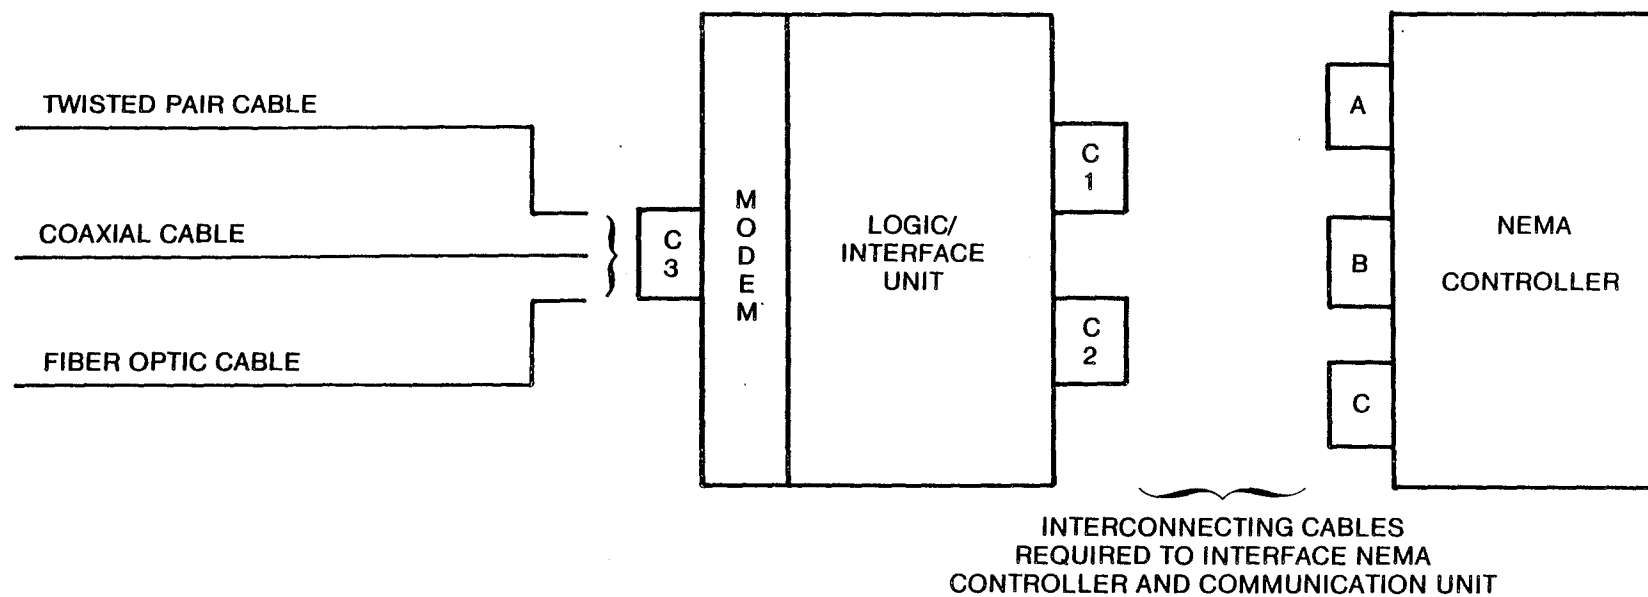 TWISTED PAIR CABLE
COAXIAL CABLE
FIBER OPTIC CABLE
C
3
M
O
D
E
M
LOGIC/
INTERFACE
UNIT
C
1
C
2
A
B
C
NEMA
CONTROLLER
INTERCONNECTING CABLES
REQUIRED TO INTERFACE NEMA
CONTROLLER AND COMMUNICATION UNIT